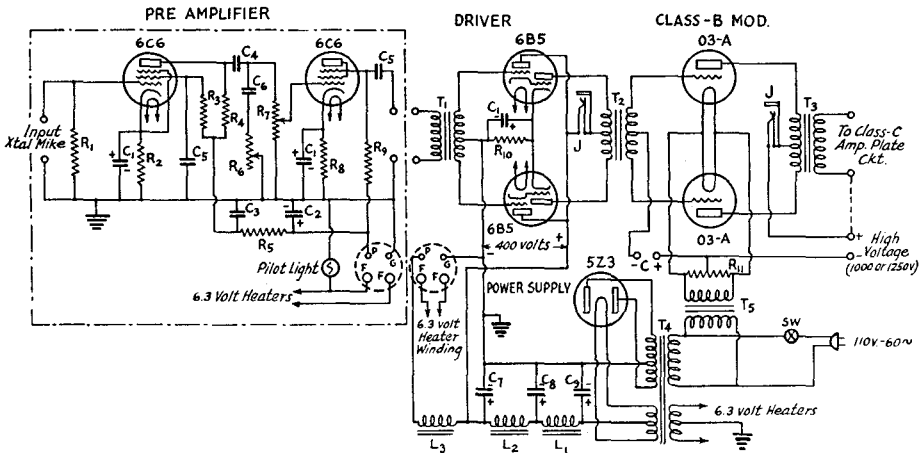 PRE AMPLIFIER
DRIVER
CLASS-B MOD.
6C6
6C6
6B5
03-A
C4
C5
C6
R3
R4
R7
Input
Xtal Mike
R1
C1
R2
C5
R6
C1
R8
R9
T1
C1
R10
J
T2
J
T3
To Class-C
Amp. Plate
Ckt.
C3
C2
R5
6B5
03-A
400 volts
-C+
R11
High
Voltage
(1000 or 1250V)
Pilot Light
P
G
F
F
P
G
F
F
6.3 Volt Heaters
6.3 volt
Heater
Winding
POWER SUPPLY
5Z3
T4
T5
SW
110V.-60~
C7
C8
C9
6.3 volt Heaters
L3
L2
L1